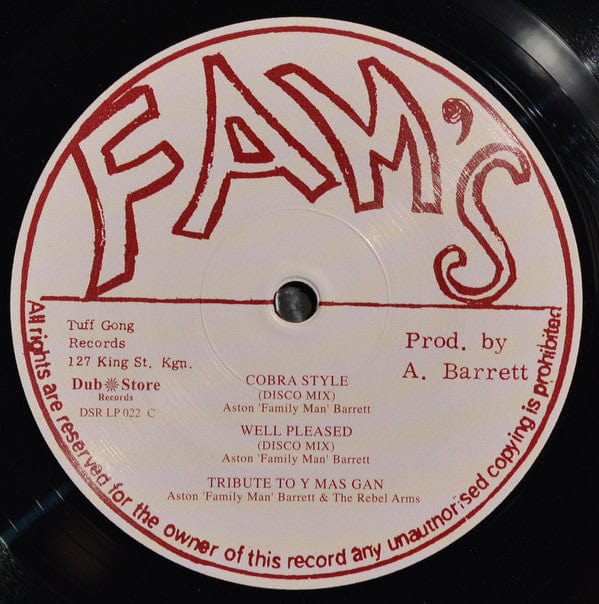 FAM'S
Tuff Gong
Records
127 King St, Kgn.
Dub Store
Records
DSR LP 022 C
Prod. by
A. Barrett
COBRA STYLE
(DISCO MIX)
Aston 'Family Man' Barrett
WELL PLEASED
(DISCO MIX)
Aston 'Family Man' Barrett
TRIBUTE TO Y MAS GAN
Aston 'Family Man' Barrett & The Rebel Arms
All rights are reserved for the owner of this record any unauthorised copying is prohibited